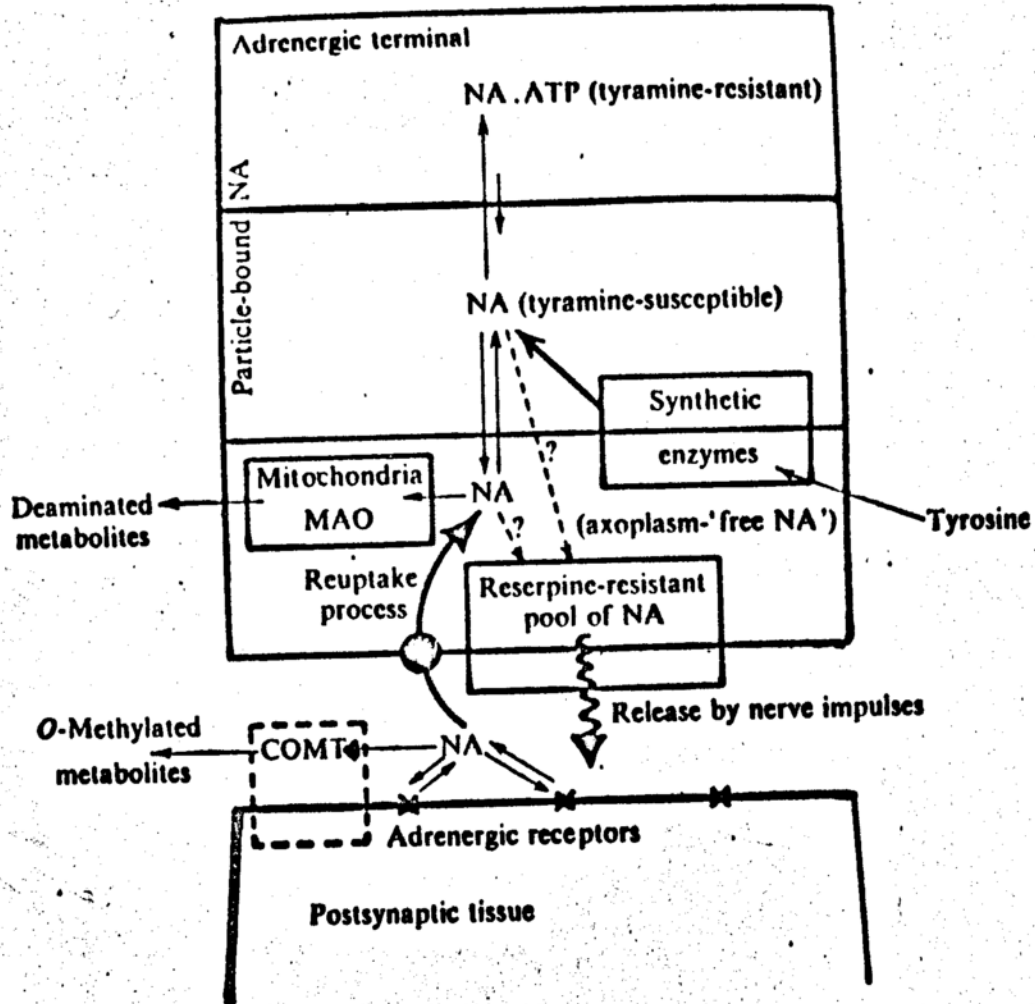 Adrenergic terminal
NA . ATP (tyramine-resistant)
Particle-bound NA
NA (tyramine-susceptible)
Synthetic
enzymes
?
Mitochondria
MAO
NA
Deaminated
metabolites
?
(axoplasm-'free NA')
Tyrosine
Reuptake
process
Reserpine-resistant
pool of NA
Release by nerve impulses
O-Methylated
metabolites
COMT
NA
Adrenergic receptors
Postsynaptic tissue